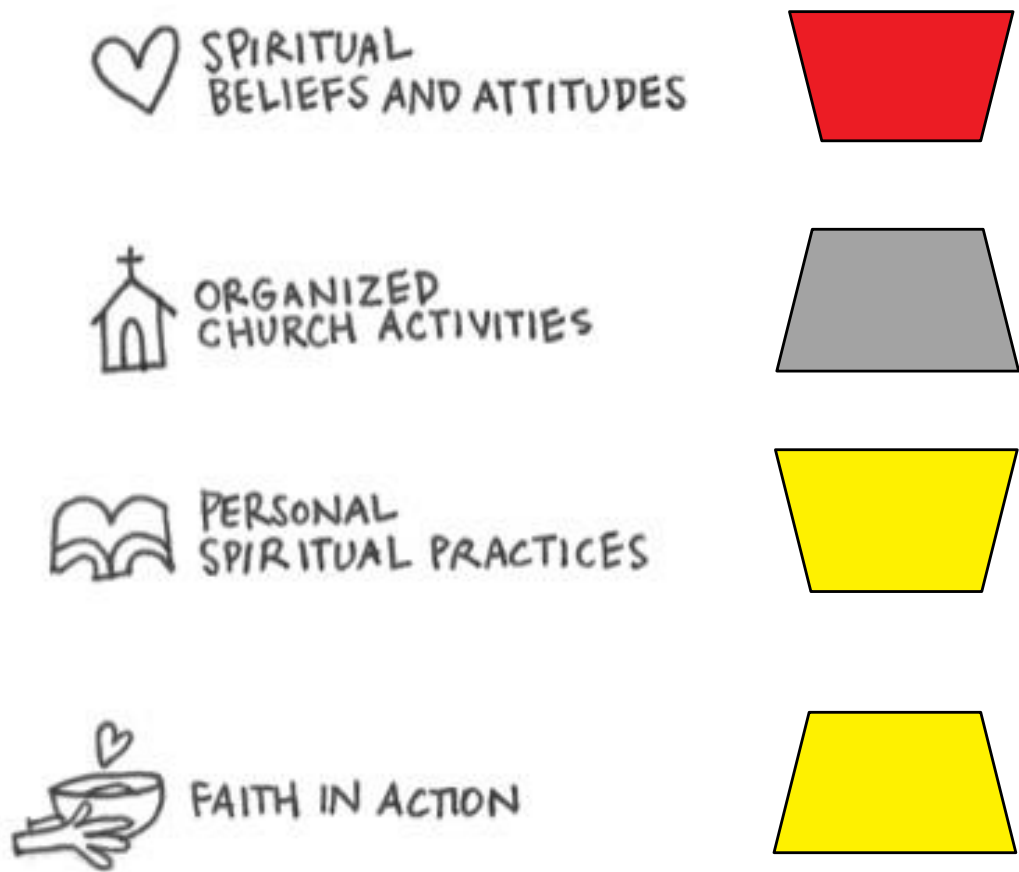 SPIRITUAL
BELIEFS AND ATTITUDES
ORGANIZED
CHURCH ACTIVITIES
PERSONAL
SPIRITUAL PRACTICES
FAITH IN ACTION